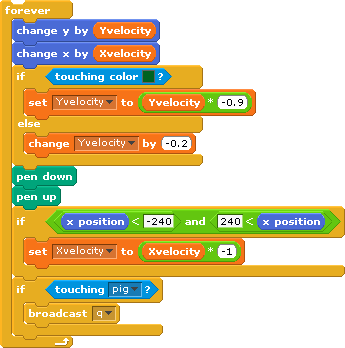 forever
change y by Yvelocity
change x by Xvelocity
if touching color ?
set Yvelocity to Yvelocity * -0.9
else
change Yvelocity by -0.2
pen down
pen up
if x position < -240 and 240 < x position
set Xvelocity to Xvelocity * -1
if touching pig ?
broadcast q